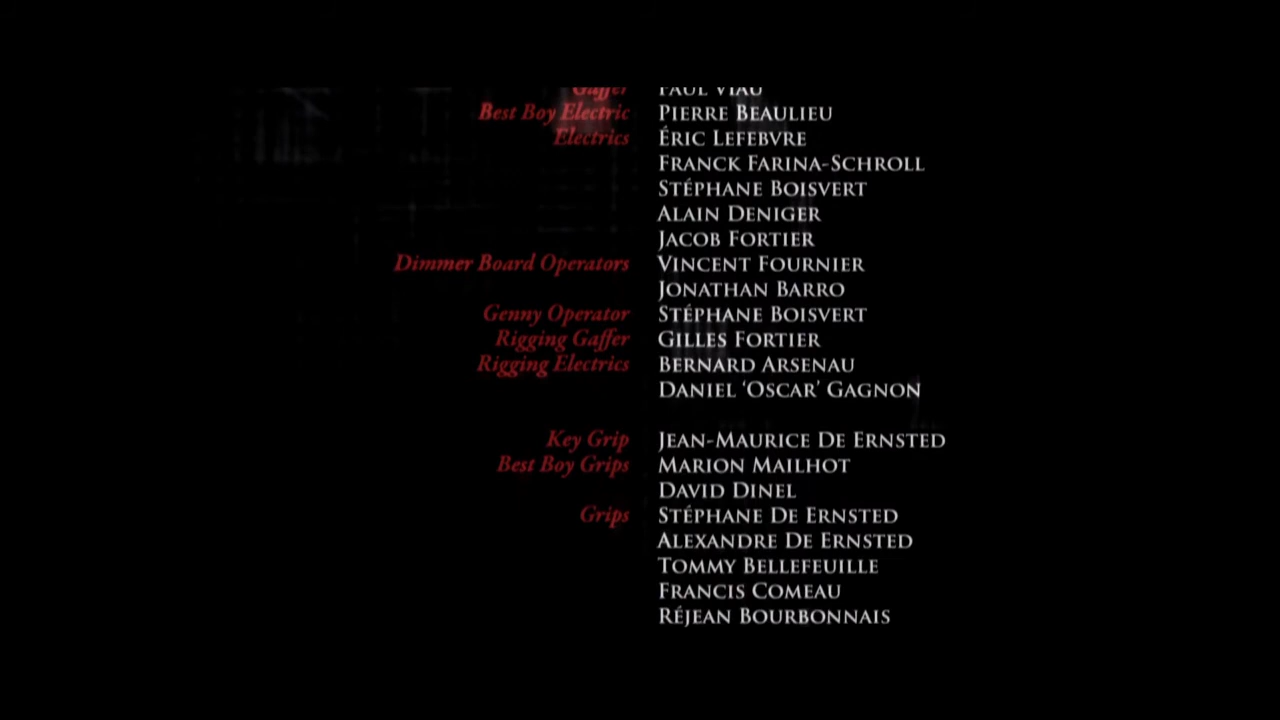 Gaffer PAUL VIAU
Best Boy Electric PIERRE BEAULIEU
Electrics ÉRIC LEFEBVRE
FRANCK FARINA-SCHROLL
STÉPHANE BOISVERT
ALAIN DENIGER
JACOB FORTIER
Dimmer Board Operators VINCENT FOURNIER
JONATHAN BARRO
Genny Operator STÉPHANE BOISVERT
Rigging Gaffer GILLES FORTIER
Rigging Electrics BERNARD ARSENAU
DANIEL ‘OSCAR’ GAGNON
Key Grip JEAN-MAURICE DE ERNSTED
Best Boy Grips MARION MAILHOT
DAVID DINEL
Grips STÉPHANE DE ERNSTED
ALEXANDRE DE ERNSTED
TOMMY BELLEFEUILLE
FRANCIS COMEAU
RÉJEAN BOURBONNAIS